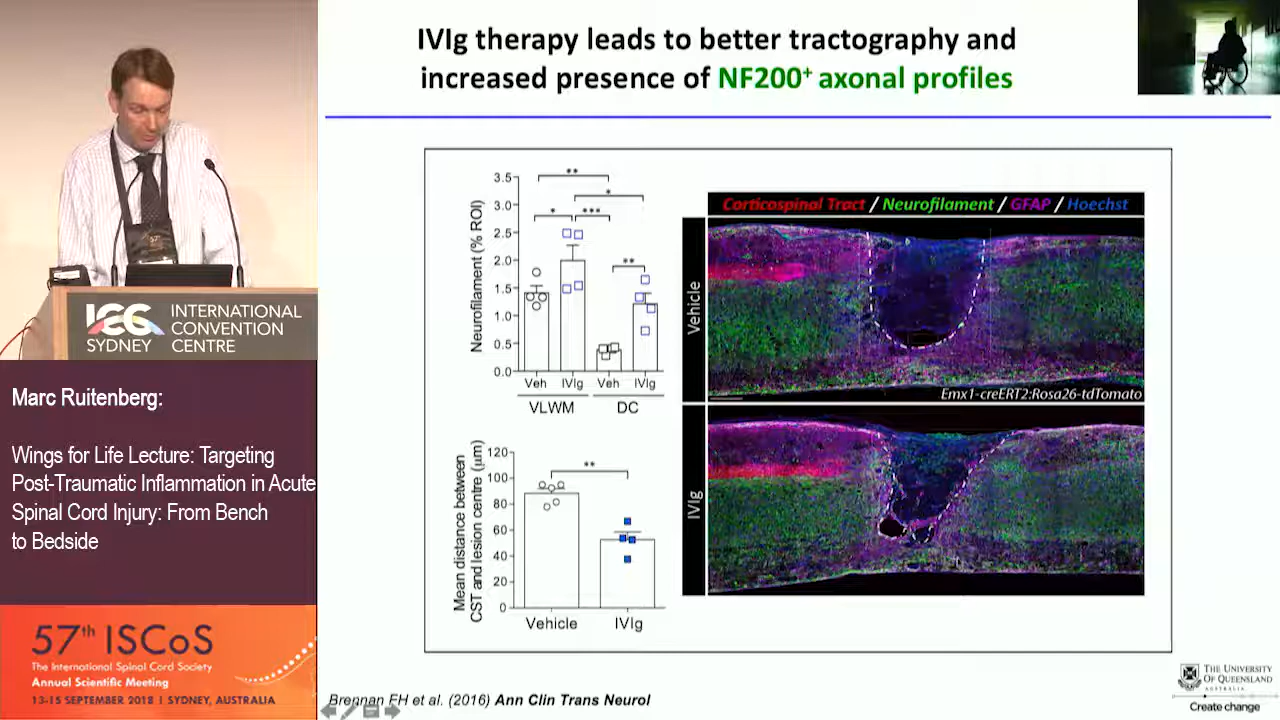 IVIg therapy leads to better tractography and
increased presence of NF200+ axonal profiles
ICC
SYDNEY
INTERNATIONAL
CONVENTION
CENTRE
Marc Ruitenberg:
Wings for Life Lecture: Targeting
Post-Traumatic Inflammation in Acute
Spinal Cord Injury: From Bench
to Bedside
57th ISCoS
The International Spinal Cord Society
Annual Scientific Meeting
13-15 SEPTEMBER 2018 | SYDNEY, AUSTRALIA
Neurofilament (% ROI)
3.5
3.0
2.5
2.0
1.5
1.0
0.5
0.0
**
*
* ***
**
Veh IVIg Veh IVIg
VLWM DC
Mean distance between
CST and lesion centre (µm)
120
100
80
60
40
20
0
**
Vehicle IVIg
Corticospinal Tract / Neurofilament / GFAP / Hoechst
Vehicle
Emx1-creERT2:Rosa26-tdTomato
IVIg
Brennan FH et al. (2016) Ann Clin Trans Neurol
THE UNIVERSITY
OF QUEENSLAND
AUSTRALIA
Create change